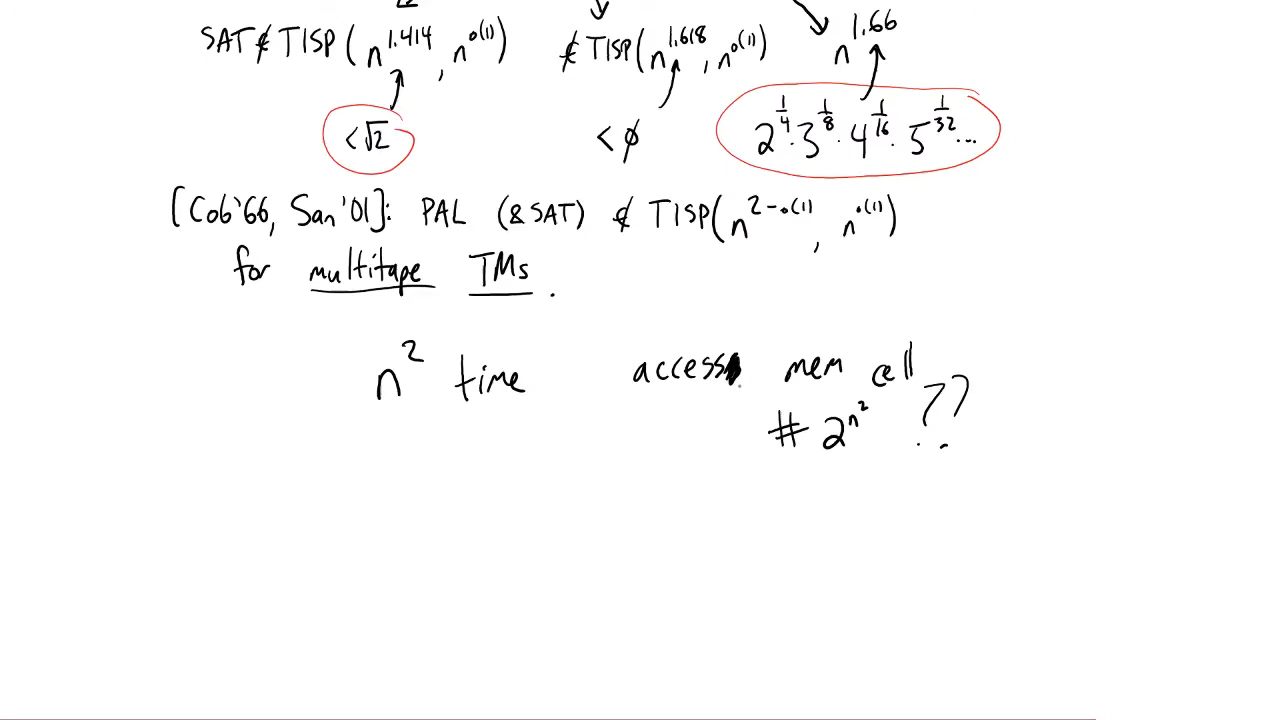 SAT ∉ TISP(n^1.414, n^o(1)) ∉ TISP(n^1.618, n^o(1)) n^1.66
<√2 <φ 2^1/4 · 3^1/8 · 4^1/16 · 5^1/32 ...
[Cob'66, San'01]: PAL (& SAT) ∉ TISP(n^2-o(1), n^o(1))
for multitape TMs.
n^2 time access mem cell
# 2^n^2 ??